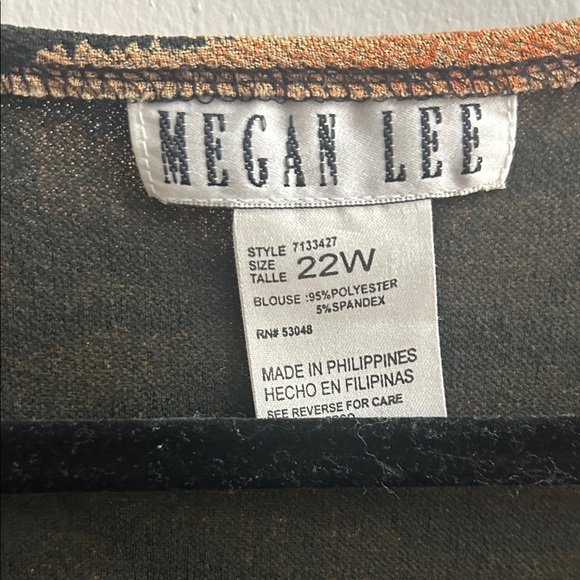 MEGAN LEE
STYLE 7133427
SIZE
TALLE 22W
BLOUSE :95%POLYESTER
5%SPANDEX
RN# 53048
MADE IN PHILIPPINES
HECHO EN FILIPINAS
SEE REVERSE FOR CARE